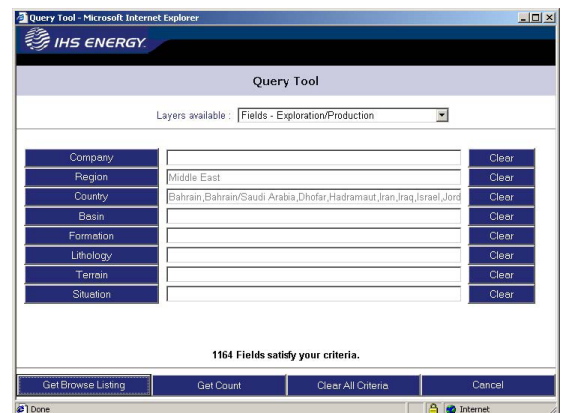 Query Tool - Microsoft Internet Explorer
IHS ENERGY.
Query Tool
Layers available : Fields - Exploration/Production
Company Clear
Region Middle East Clear
Country Bahrain,Bahrain/Saudi Arabia,Dhofar,Hadramaut,Iran,Iraq,Israel,Jord Clear
Basin Clear
Formation Clear
Lithology Clear
Terrain Clear
Situation Clear
1164 Fields satisfy your criteria.
Get Browse Listing Get Count Clear All Criteria Cancel
Done Internet